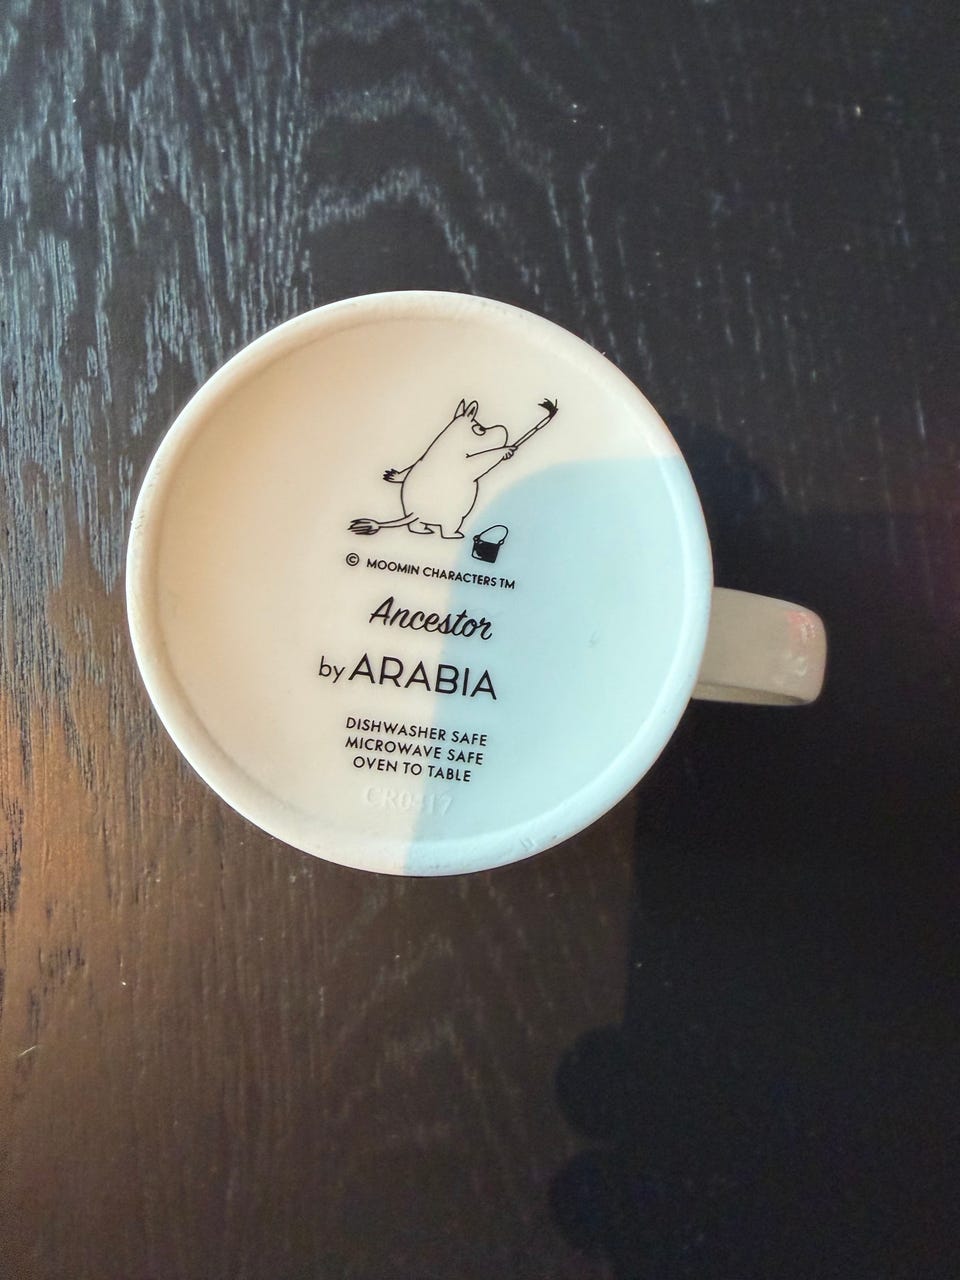 © MOOMIN CHARACTERS TM
Ancestor
by ARABIA
DISHWASHER SAFE
MICROWAVE SAFE
OVEN TO TABLE